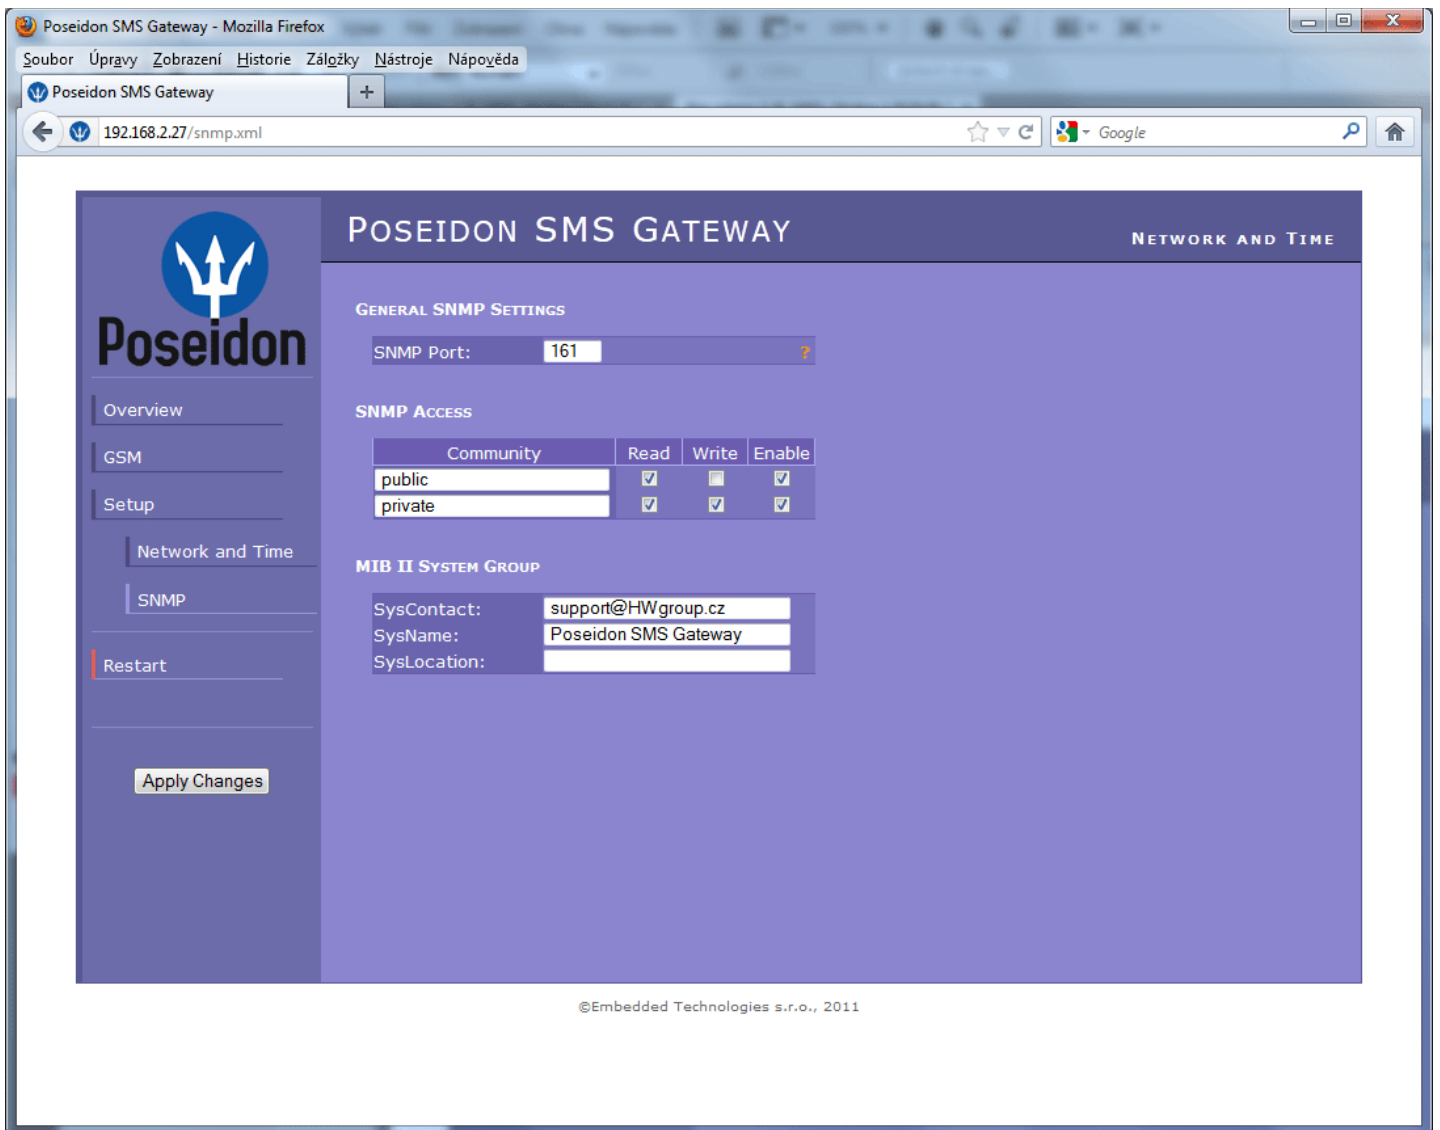 Poseidon SMS Gateway - Mozilla Firefox
Soubor Úpravy Zobrazení Historie Záložky Nástroje Nápověda
Poseidon SMS Gateway
192.168.2.27/snmp.xml
Google
POSEIDON SMS GATEWAY
NETWORK AND TIME
Poseidon
Overview
GSM
Setup
Network and Time
SNMP
Restart
Apply Changes
GENERAL SNMP SETTINGS
SNMP Port: 161 ?
SNMP ACCESS
Community Read Write Enable
public
private
MIB II SYSTEM GROUP
SysContact: support@HWgroup.cz
SysName: Poseidon SMS Gateway
SysLocation:
©Embedded Technologies s.r.o., 2011